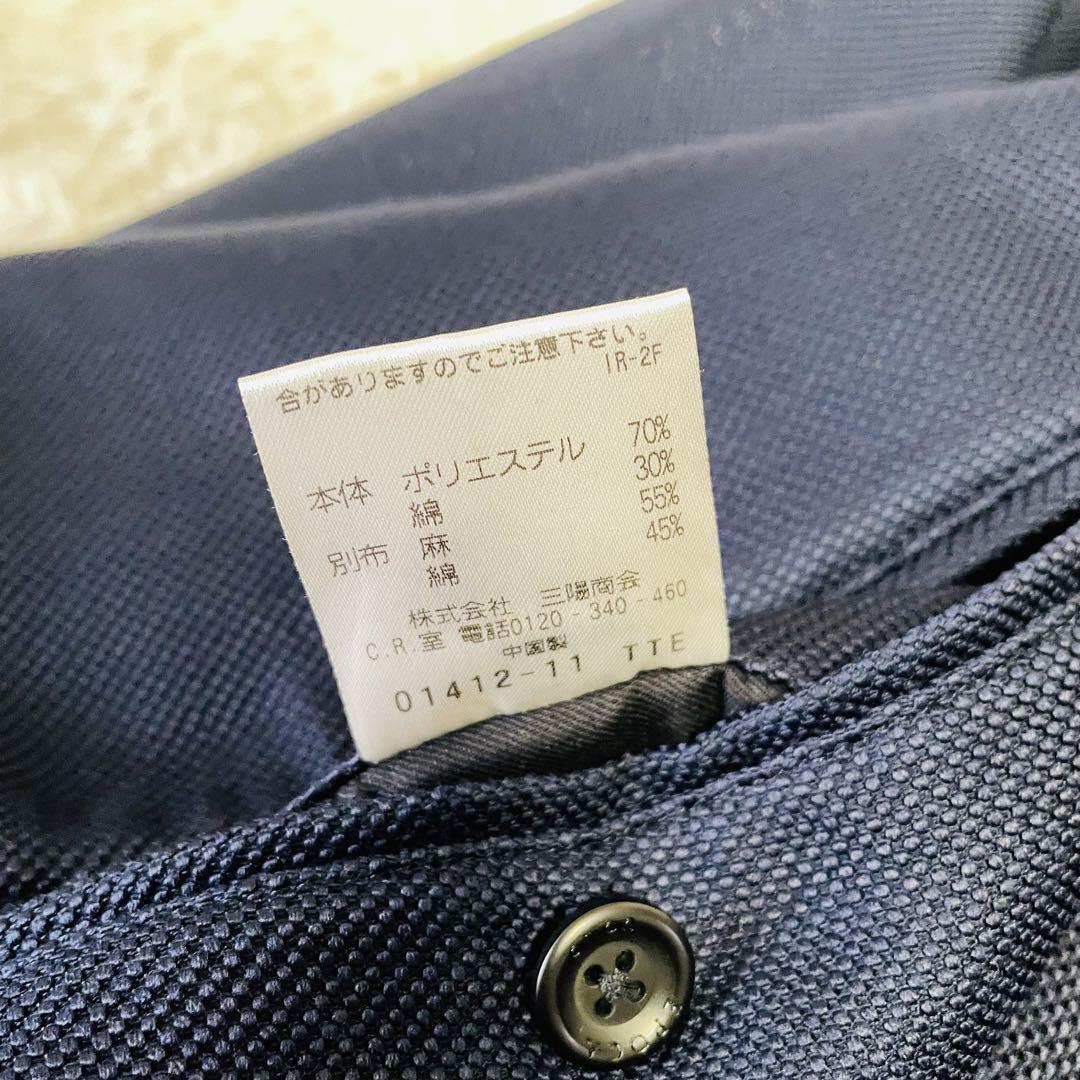 合がありますのでご注意下さい。
IR-2F
本体 ポリエステル 70%
綿 30%
別布 麻 55%
綿 45%
株式会社 三陽商会
C.R.室 電話0120-340-460
中国製
01412-11 TTE